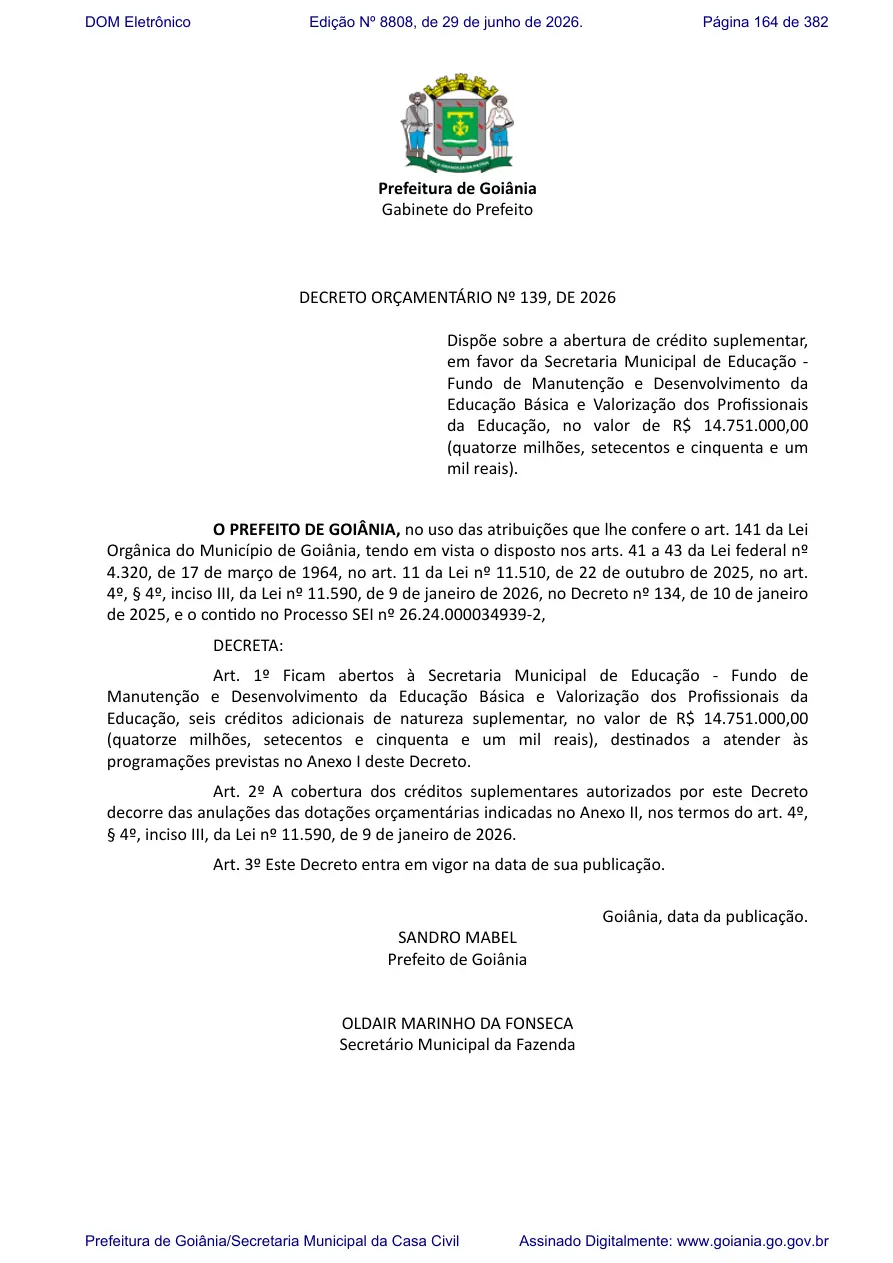 DOM Eletrônico Edição Nº 8808, de 29 de junho de 2026. Página 164 de 382
PELA GRANDEZA DA PATRIA
Prefeitura de Goiânia
Gabinete do Prefeito
DECRETO ORÇAMENTÁRIO Nº 139, DE 2026
Dispõe sobre a abertura de crédito suplementar,
em favor da Secretaria Municipal de Educação -
Fundo de Manutenção e Desenvolvimento da
Educação Básica e Valorização dos Profissionais
da Educação, no valor de R$ 14.751.000,00
(quatorze milhões, setecentos e cinquenta e um
mil reais).
O PREFEITO DE GOIÂNIA, no uso das atribuições que lhe confere o art. 141 da Lei
Orgânica do Município de Goiânia, tendo em vista o disposto nos arts. 41 a 43 da Lei federal nº
4.320, de 17 de março de 1964, no art. 11 da Lei nº 11.510, de 22 de outubro de 2025, no art.
4º, § 4º, inciso III, da Lei nº 11.590, de 9 de janeiro de 2026, no Decreto nº 134, de 10 de janeiro
de 2025, e o contido no Processo SEI nº 26.24.000034939-2,
DECRETA:
Art. 1º Ficam abertos à Secretaria Municipal de Educação - Fundo de
Manutenção e Desenvolvimento da Educação Básica e Valorização dos Profissionais da
Educação, seis créditos adicionais de natureza suplementar, no valor de R$ 14.751.000,00
(quatorze milhões, setecentos e cinquenta e um mil reais), destinados a atender às
programações previstas no Anexo I deste Decreto.
Art. 2º A cobertura dos créditos suplementares autorizados por este Decreto
decorre das anulações das dotações orçamentárias indicadas no Anexo II, nos termos do art. 4º,
§ 4º, inciso III, da Lei nº 11.590, de 9 de janeiro de 2026.
Art. 3º Este Decreto entra em vigor na data de sua publicação.
Goiânia, data da publicação.
SANDRO MABEL
Prefeito de Goiânia
OLDAIR MARINHO DA FONSECA
Secretário Municipal da Fazenda
Prefeitura de Goiânia/Secretaria Municipal da Casa Civil Assinado Digitalmente: www.goiania.go.gov.br